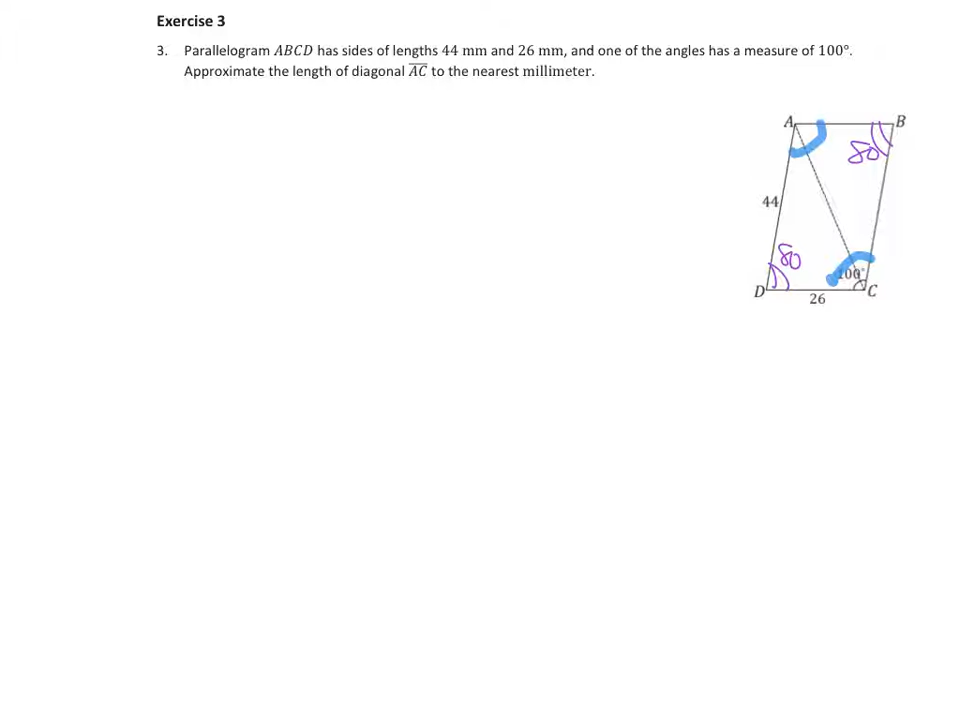 Exercise 3
3. Parallelogram ABCD has sides of lengths 44 mm and 26 mm, and one of the angles has a measure of 100°.
Approximate the length of diagonal AC to the nearest millimeter.
A
B
80
44
80
100°
D
26
C